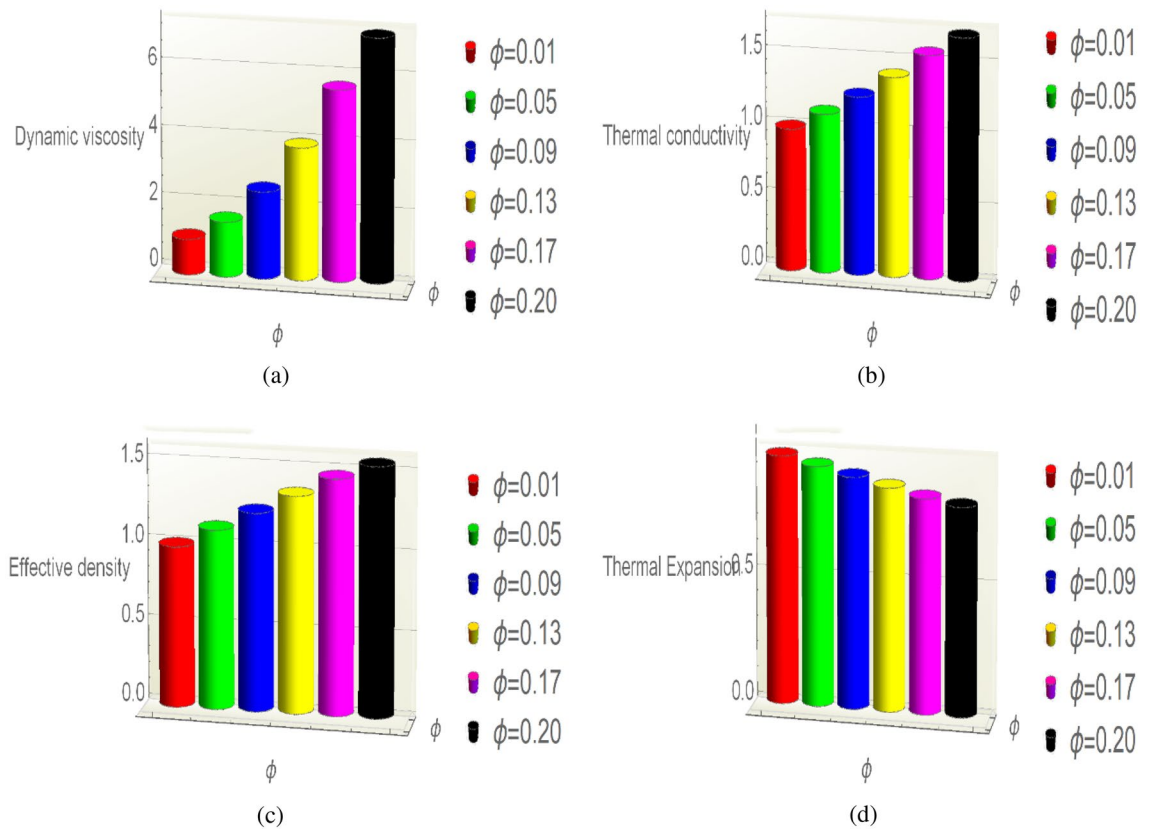 6
4
Dynamic viscosity
2
0
ϕ
ϕ
ϕ=0.01
ϕ=0.05
ϕ=0.09
ϕ=0.13
ϕ=0.17
ϕ=0.20
(a)
1.5
1.0
Thermal conductivity
0.5
0.0
ϕ
ϕ
ϕ=0.01
ϕ=0.05
ϕ=0.09
ϕ=0.13
ϕ=0.17
ϕ=0.20
(b)
1.5
1.0
Effective density
0.5
0.0
ϕ
ϕ
ϕ=0.01
ϕ=0.05
ϕ=0.09
ϕ=0.13
ϕ=0.17
ϕ=0.20
(c)
Thermal Expansion
0.5
0.0
ϕ
ϕ
ϕ=0.01
ϕ=0.05
ϕ=0.09
ϕ=0.13
ϕ=0.17
ϕ=0.20
(d)